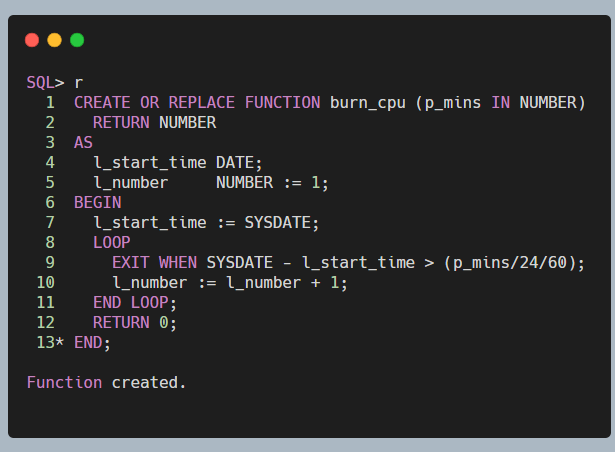 SQL> r
  1  CREATE OR REPLACE FUNCTION burn_cpu (p_mins IN NUMBER)
  2    RETURN NUMBER
  3  AS
  4    l_start_time DATE;
  5    l_number     NUMBER := 1;
  6  BEGIN
  7    l_start_time := SYSDATE;
  8    LOOP
  9      EXIT WHEN SYSDATE - l_start_time > (p_mins/24/60);
 10      l_number := l_number + 1;
 11    END LOOP;
 12    RETURN 0;
 13* END;
Function created.